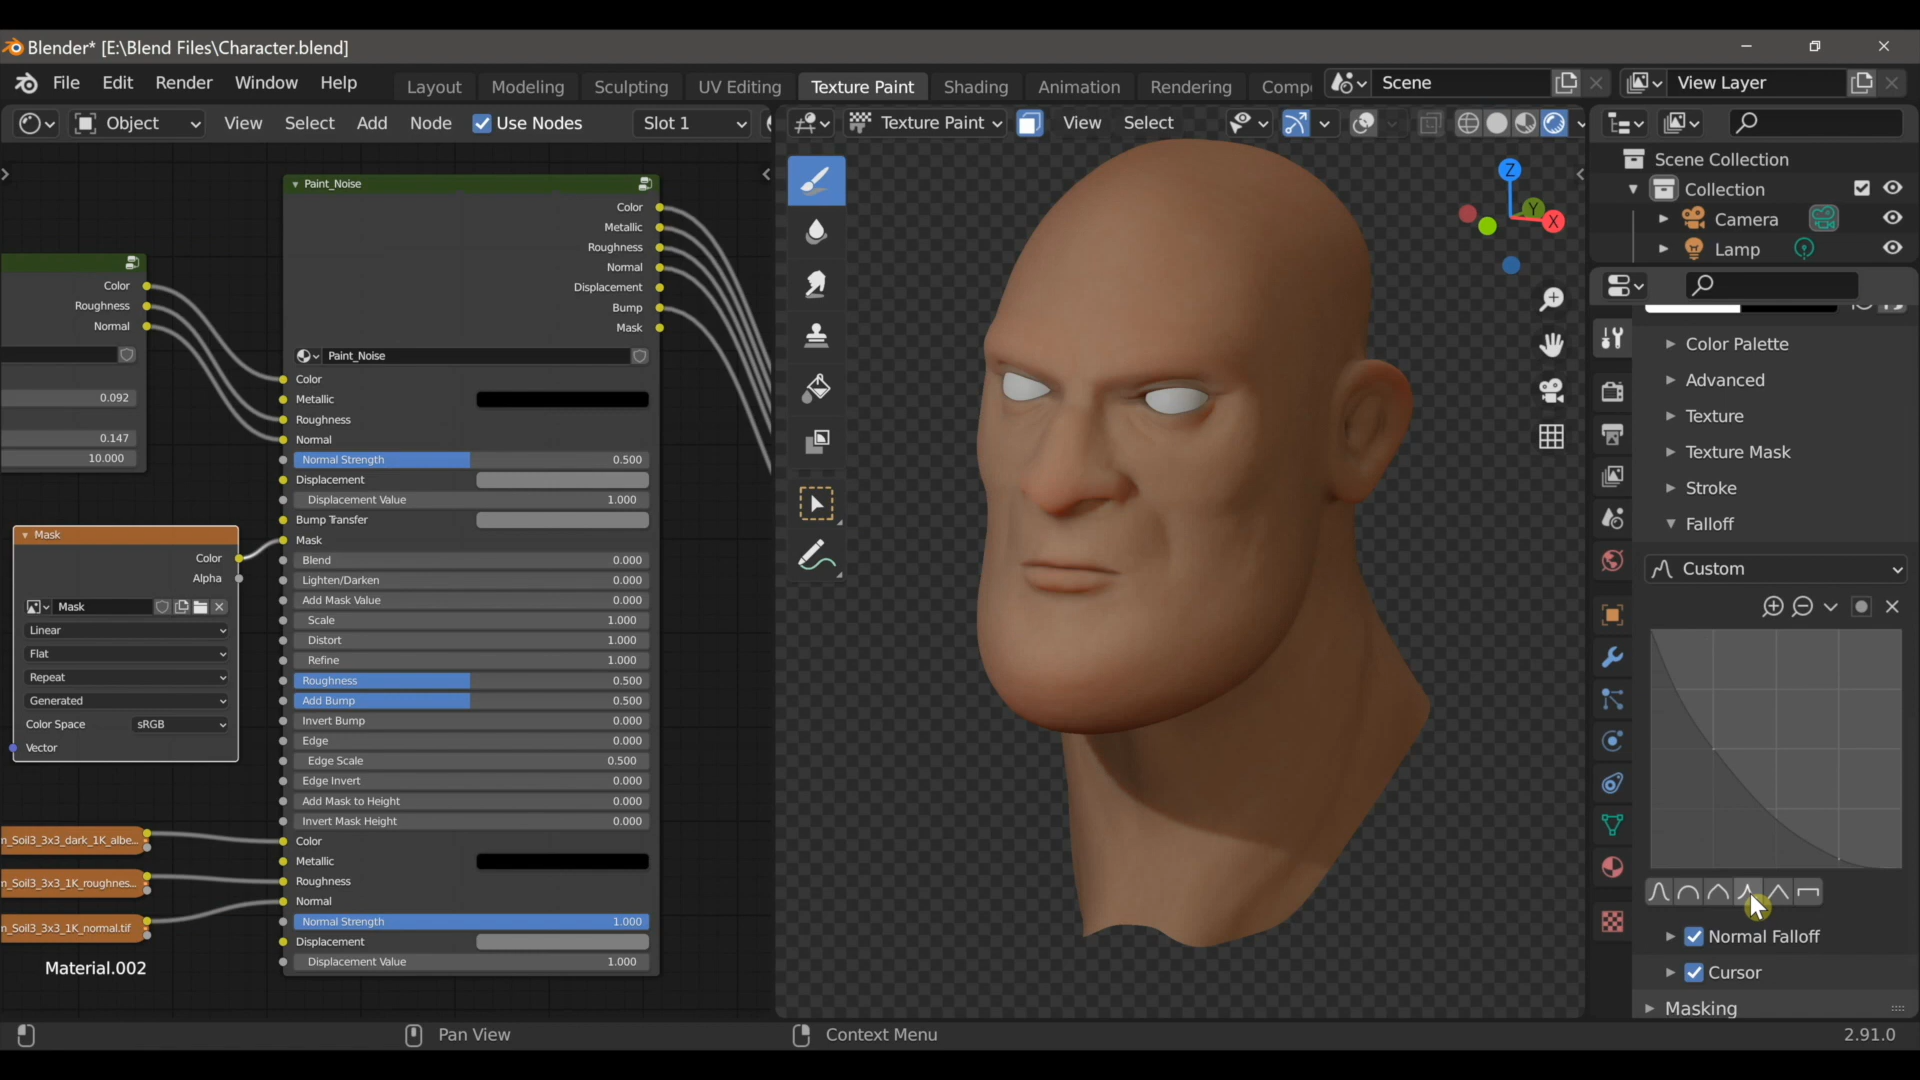 Blender* [E:\Blend Files\Character.blend]
File Edit Render Window Help
Layout Modeling Sculpting UV Editing Texture Paint Shading Animation Rendering Comp
Scene
View Layer
Object View Select Add Node Use Nodes Slot 1
Texture Paint View Select
Scene Collection
Collection
Camera
Lamp
Color
Roughness
Normal
0.092
0.147
10.000
Mask
Color
Alpha
Mask
Linear
Flat
Repeat
Generated
Color Space sRGB
Vector
n_Soil3_3x3_dark_1K_albe...
n_Soil3_3x3_1K_roughnes...
n_Soil3_3x3_1K_normal.tif
Material.002
Paint_Noise
Color
Metallic
Roughness
Normal
Displacement
Bump
Mask
Paint_Noise
Color
Metallic
Roughness
Normal
Normal Strength 0.500
Displacement
Displacement Value 1.000
Bump Transfer
Mask
Blend 0.000
Lighten/Darken 0.000
Add Mask Value 0.000
Scale 1.000
Distort 1.000
Refine 1.000
Roughness 0.500
Add Bump 0.500
Invert Bump 0.000
Edge 0.000
Edge Scale 0.500
Edge Invert 0.000
Add Mask to Height 0.000
Invert Mask Height 0.000
Color
Metallic
Roughness
Normal
Normal Strength 1.000
Displacement
Displacement Value 1.000
Z
Y
X
Color Palette
Advanced
Texture
Texture Mask
Stroke
Falloff
Custom
Normal Falloff
Cursor
Masking
Pan View
Context Menu
2.91.0